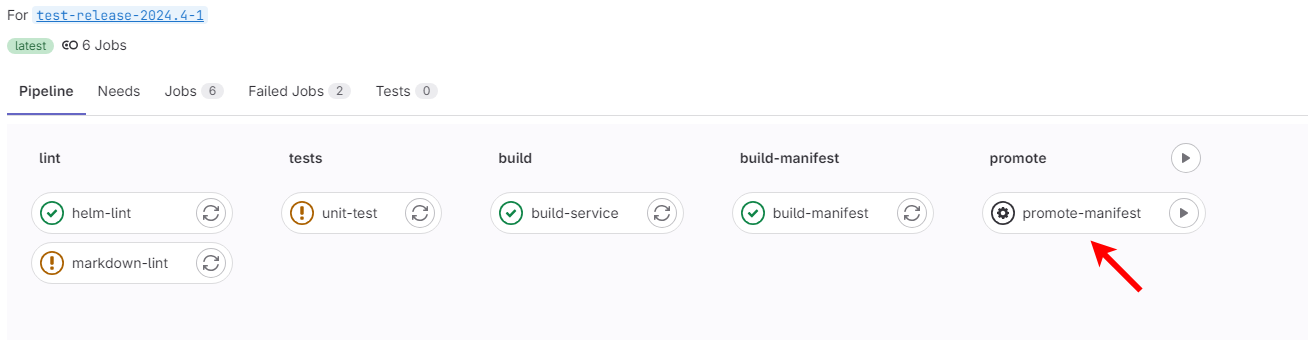 For test-release-2024.4-1
latest 6 Jobs
Pipeline Needs Jobs 6 Failed Jobs 2 Tests 0
lint tests build build-manifest promote
helm-lint unit-test build-service build-manifest promote-manifest
markdown-lint